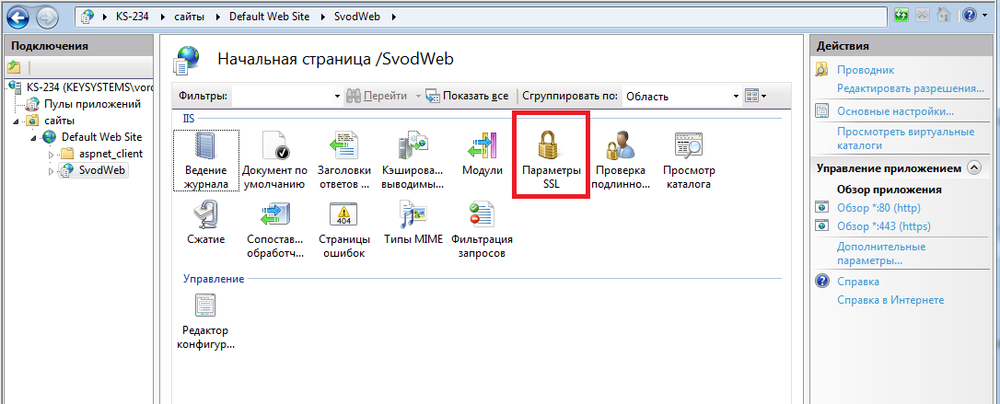 KS-234 сайты Default Web Site SvodWeb
Подключения
KS-234 (KEYSYSTEMS\voro
Пулы приложений
сайты
Default Web Site
aspnet_client
SvodWeb
Начальная страница /SvodWeb
Фильтры: Перейти Показать все Сгруппировать по: Область
IIS
Ведение
журнала
Документ по
умолчанию
Заголовки
ответов ...
Кэширова...
выводимы...
Модули
Параметры
SSL
Проверка
подлинно...
Просмотр
каталога
Сжатие
Сопостав...
обработч...
404
Страницы
ошибок
Типы MIME
Фильтрация
запросов
Управление
Редактор
конфигур...
Действия
Проводник
Редактировать разрешения...
Основные настройки...
Просмотреть виртуальные
каталоги
Управление приложением
Обзор приложения
Обзор *:80 (http)
Обзор *:443 (https)
Дополнительные
параметры...
Справка
Справка в Интернете